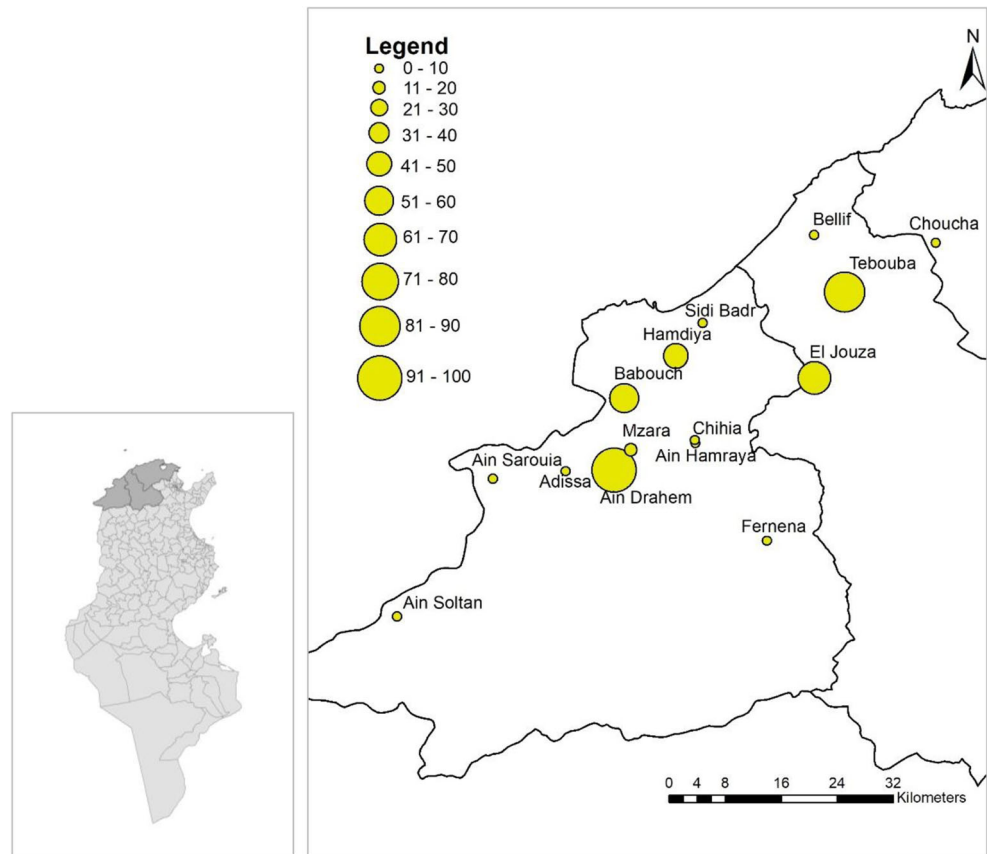 Legend
0 - 10
11 - 20
21 - 30
31 - 40
41 - 50
51 - 60
61 - 70
71 - 80
81 - 90
91 - 100
N
Bellif
Choucha
Tebouba
Sidi Badr
Hamdiya
El Jouza
Babouch
Mzara
Chihia
Ain Hamraya
Ain Sarouia
Adissa
Ain Drahem
Fernena
Ain Soltan
0 4 8 16 24 32
Kilometers